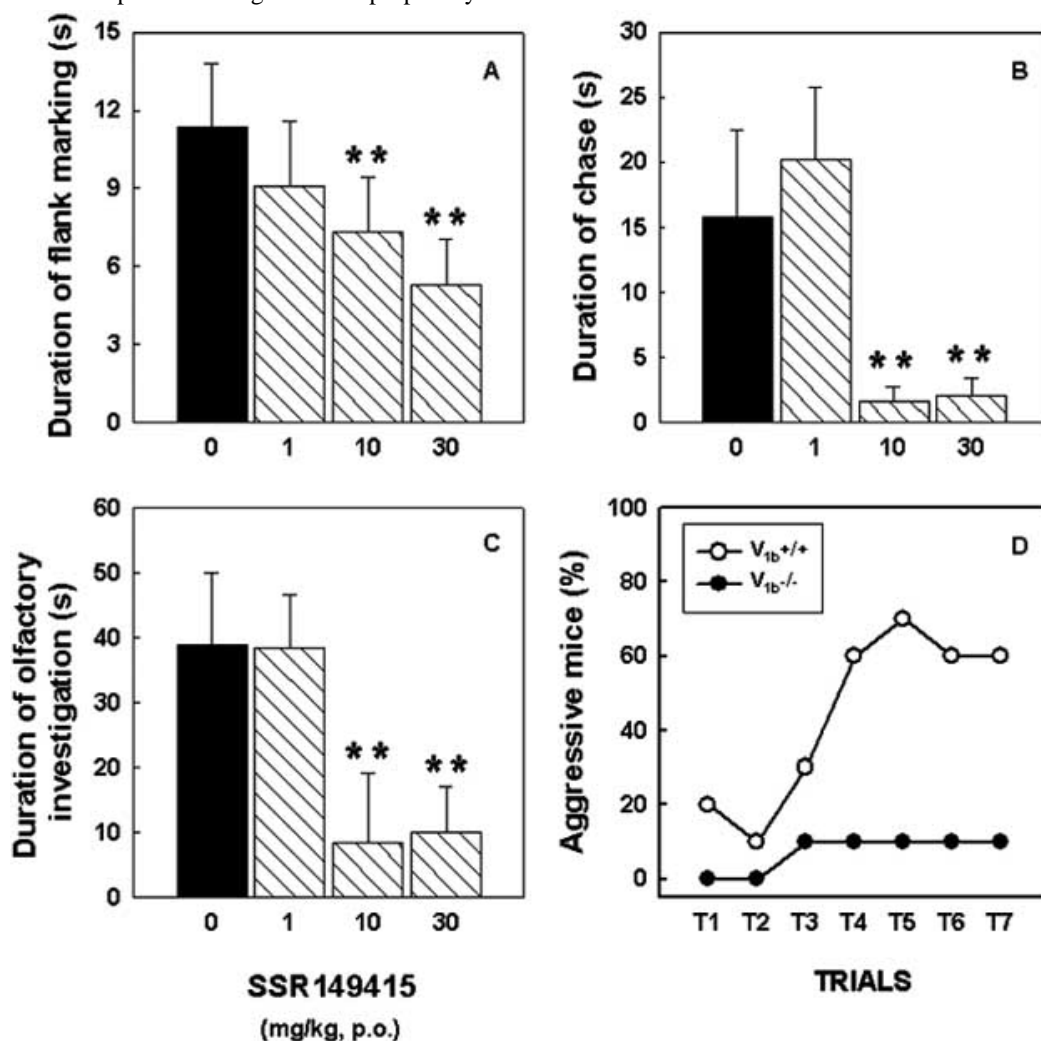 Duration of flank marking (s)
15
12
9
6
3
0
A
**
**
0 1 10 30
Duration of chase (s)
30
25
20
15
10
5
0
B
**
**
0 1 10 30
Duration of olfactory
investigation (s)
60
50
40
30
20
10
0
C
**
**
0 1 10 30
SSR149415
(mg/kg, p.o.)
Aggressive mice (%)
100
80
60
40
20
0
D
V1b+/+
V1b-/-
T1 T2 T3 T4 T5 T6 T7
TRIALS